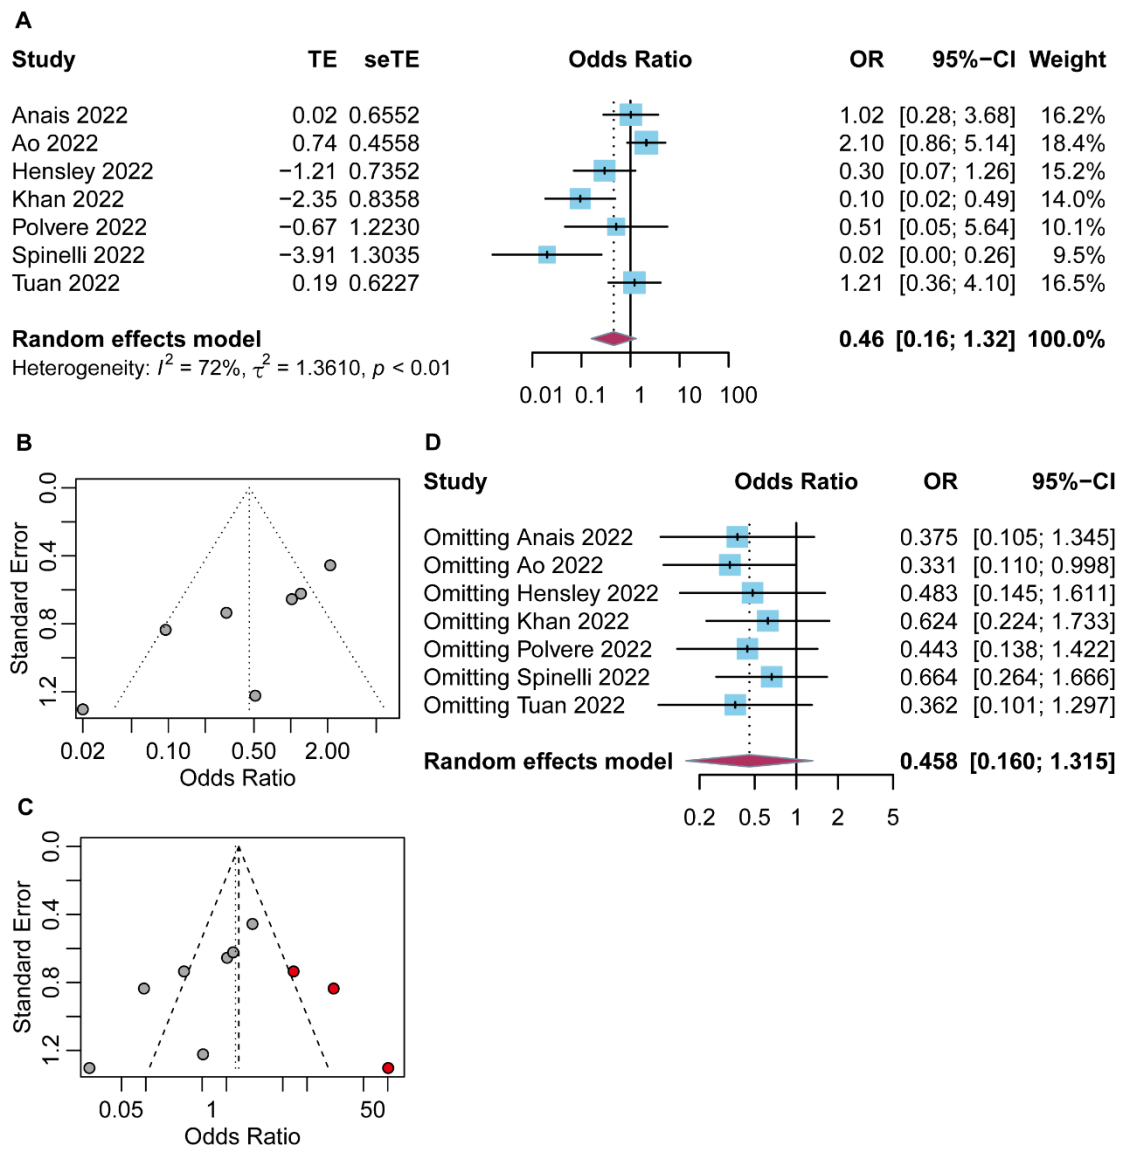 A
Study TE seTE Odds Ratio OR 95%−CI Weight
Anais 2022 0.02 0.6552 1.02 [0.28; 3.68] 16.2%
Ao 2022 0.74 0.4558 2.10 [0.86; 5.14] 18.4%
Hensley 2022 −1.21 0.7352 0.30 [0.07; 1.26] 15.2%
Khan 2022 −2.35 0.8358 0.10 [0.02; 0.49] 14.0%
Polvere 2022 −0.67 1.2230 0.51 [0.05; 5.64] 10.1%
Spinelli 2022 −3.91 1.3035 0.02 [0.00; 0.26] 9.5%
Tuan 2022 0.19 0.6227 1.21 [0.36; 4.10] 16.5%
Random effects model 0.46 [0.16; 1.32] 100.0%
Heterogeneity: I² = 72%, τ² = 1.3610, p < 0.01
0.01 0.1 1 10 100
B
Standard Error
0.0
0.4
0.8
1.2
0.02 0.10 0.50 2.00
Odds Ratio
C
Standard Error
0.0
0.4
0.8
1.2
0.05 1 50
Odds Ratio
D
Study Odds Ratio OR 95%−CI
Omitting Anais 2022 0.375 [0.105; 1.345]
Omitting Ao 2022 0.331 [0.110; 0.998]
Omitting Hensley 2022 0.483 [0.145; 1.611]
Omitting Khan 2022 0.624 [0.224; 1.733]
Omitting Polvere 2022 0.443 [0.138; 1.422]
Omitting Spinelli 2022 0.664 [0.264; 1.666]
Omitting Tuan 2022 0.362 [0.101; 1.297]
Random effects model 0.458 [0.160; 1.315]
0.2 0.5 1 2 5